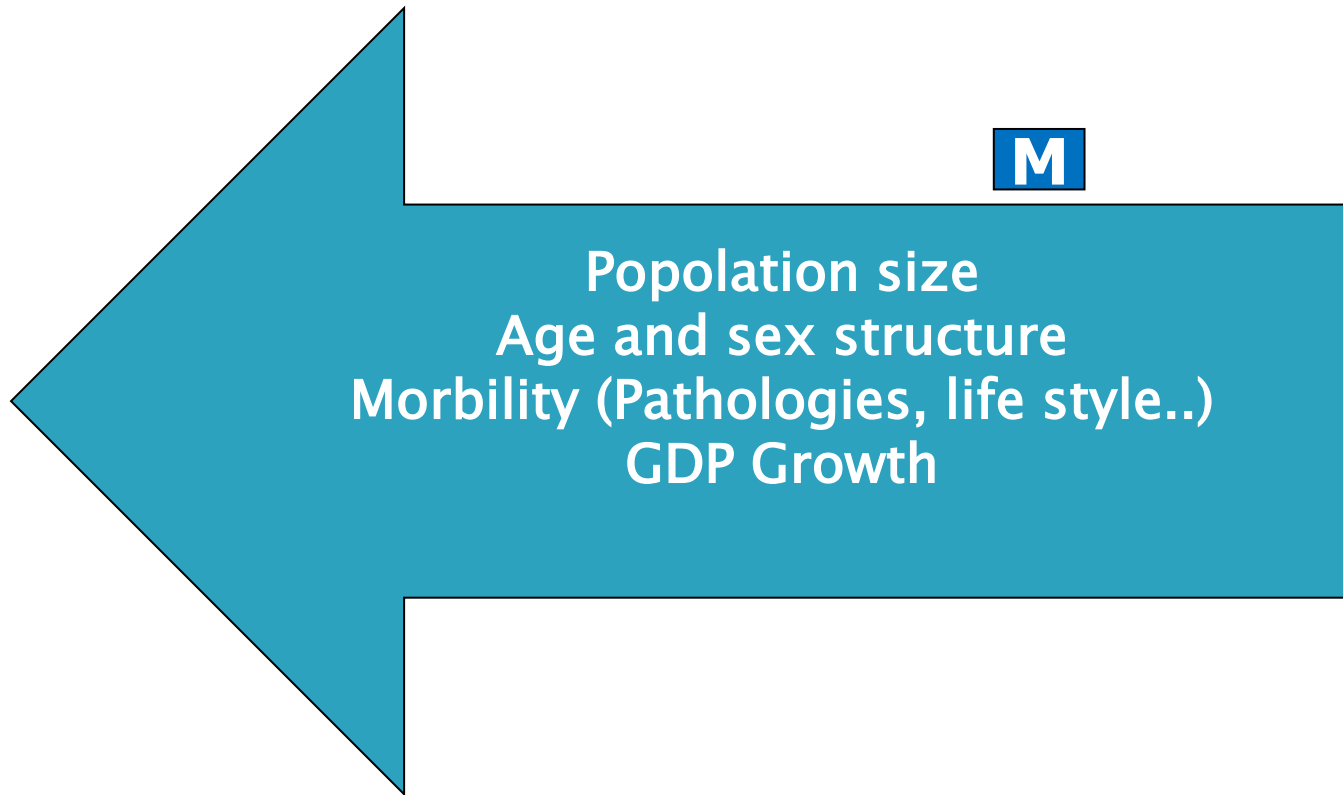 M
Popolation size
Age and sex structure
Morbility (Pathologies, life style..)
GDP Growth